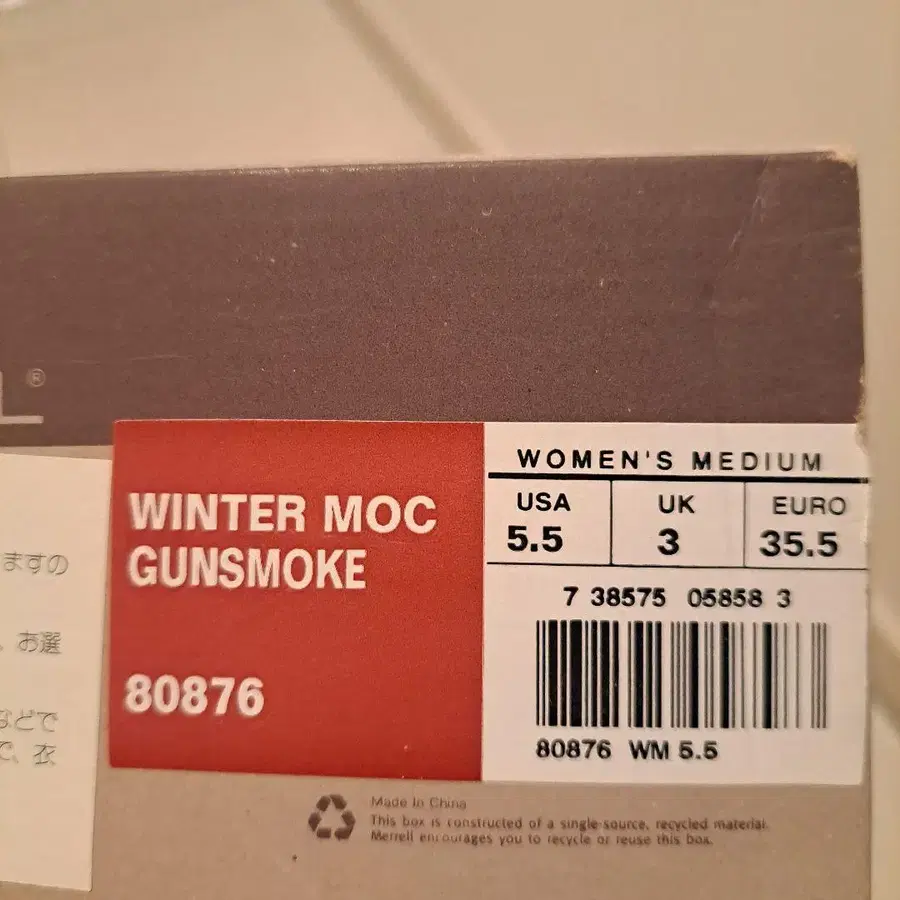 L®
ますの
、お選
などで
で、衣
WINTER MOC
GUNSMOKE
80876
WOMEN'S MEDIUM
USA UK EURO
5.5 3 35.5
7 38575 05858 3
80876 WM 5.5
Made In China
This box is constructed of a single-source, recycled material.
Merrell encourages you to recycle or reuse this box.